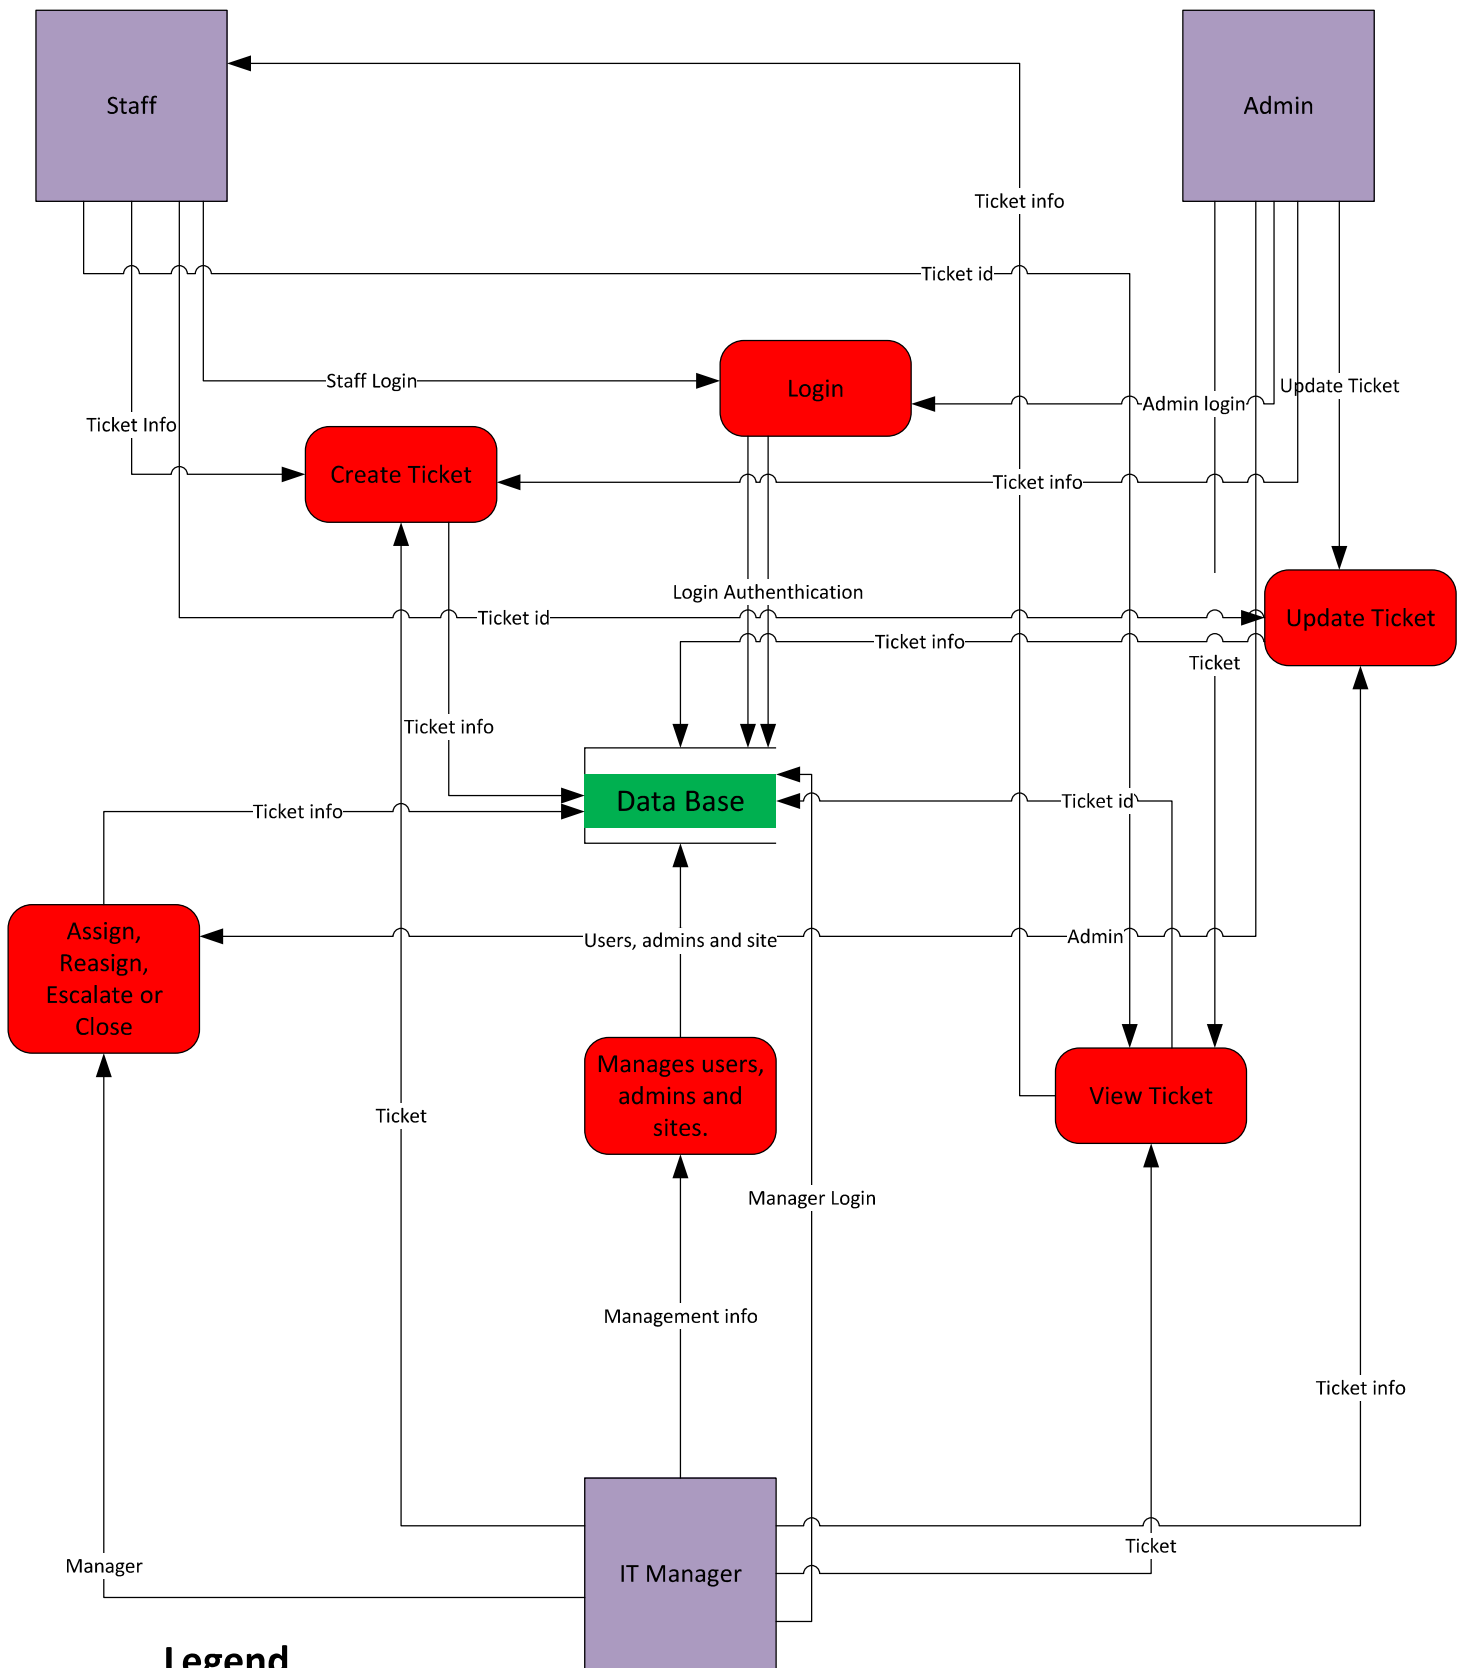 Staff
Admin
Ticket info
Ticket id
Login
Staff Login
Update Ticket
Admin login
Ticket Info
Create Ticket
Ticket info
Login Authenthication
Ticket id
Update Ticket
Ticket info
Ticket
Ticket info
Data Base
Ticket id
Ticket info
Assign,
Reasign,
Escalate or
Close
Users, admins and site
Admin
Manages users,
admins and
sites.
View Ticket
Ticket
Manager Login
Management info
Ticket info
Ticket
Manager
IT Manager
Legend